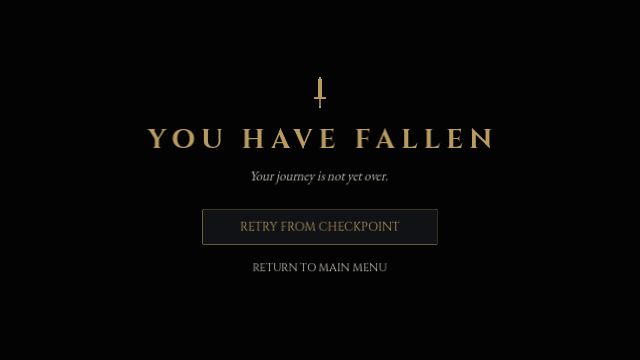 YOU HAVE FALLEN
Your journey is not yet over.
RETRY FROM CHECKPOINT
RETURN TO MAIN MENU